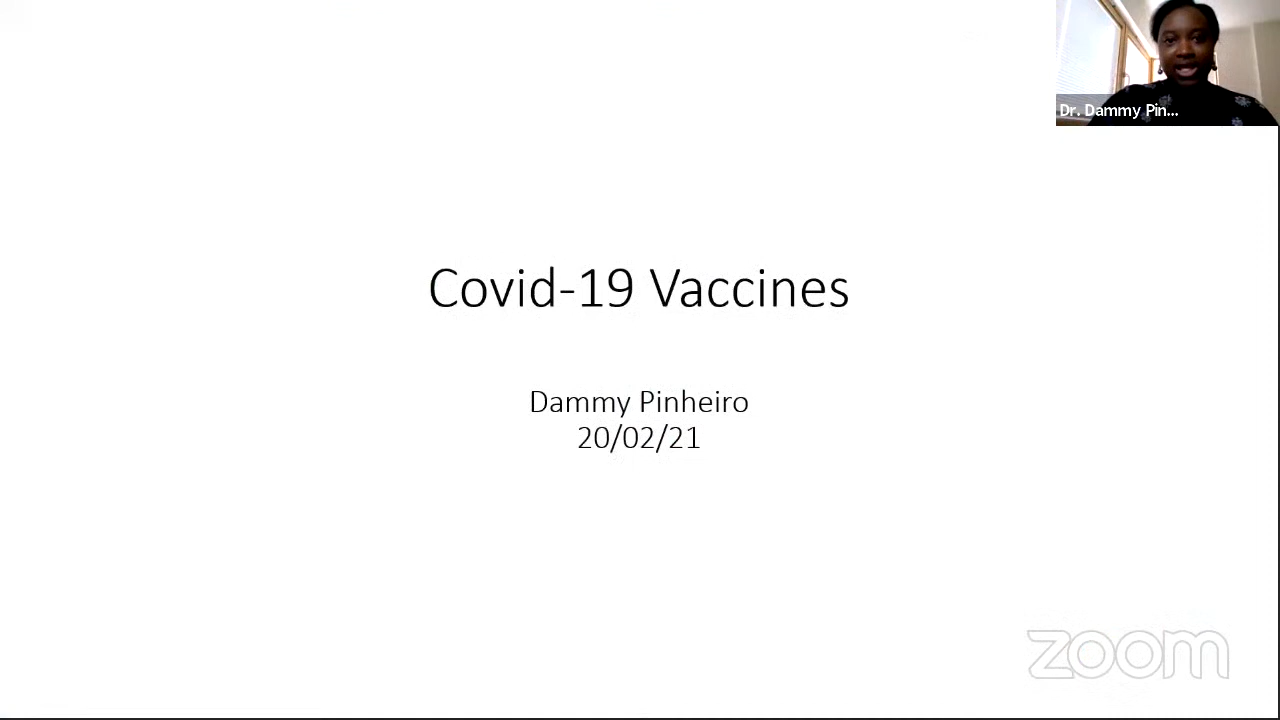 Dr. Dammy Pin...
Covid-19 Vaccines
Dammy Pinheiro
20/02/21
zoom